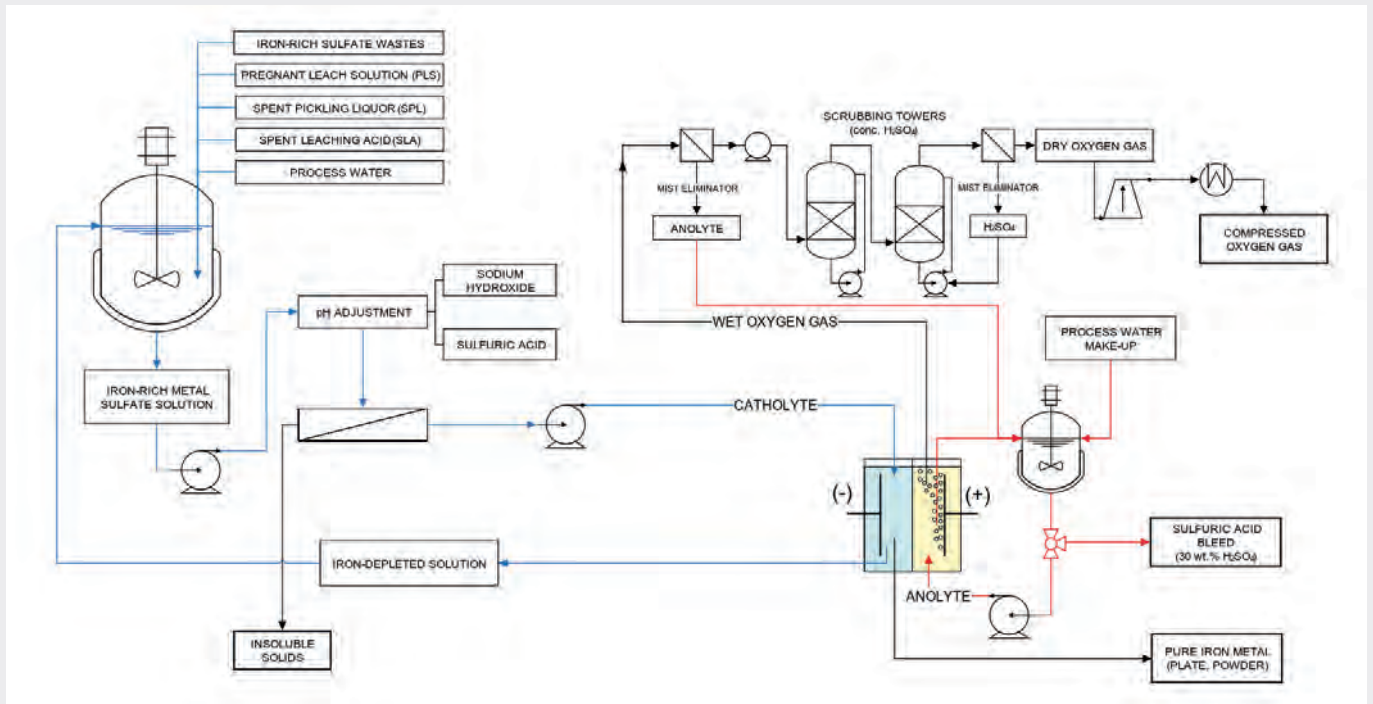 IRON-RICH SULFATE WASTES
PREGNANT LEACH SOLUTION (PLS)
SPENT PICKLING LIQUOR (SPL)
SPENT LEACHING ACID (SLA)
PROCESS WATER
SCRUBBING TOWERS
(conc. H₂SO₄)
DRY OXYGEN GAS
MIST ELIMINATOR
MIST ELIMINATOR
ANOLYTE
H₂SO₄
COMPRESSED
OXYGEN GAS
SODIUM
HYDROXIDE
pH ADJUSTMENT
SULFURIC ACID
WET OXYGEN GAS
PROCESS WATER
MAKE-UP
IRON-RICH METAL
SULFATE SOLUTION
CATHOLYTE
(-)
(+)
SULFURIC ACID
BLEED
(30 wt.% H₂SO₄)
IRON-DEPLETED SOLUTION
ANOLYTE
INSOLUBLE
SOLIDS
PURE IRON METAL
(PLATE, POWDER)